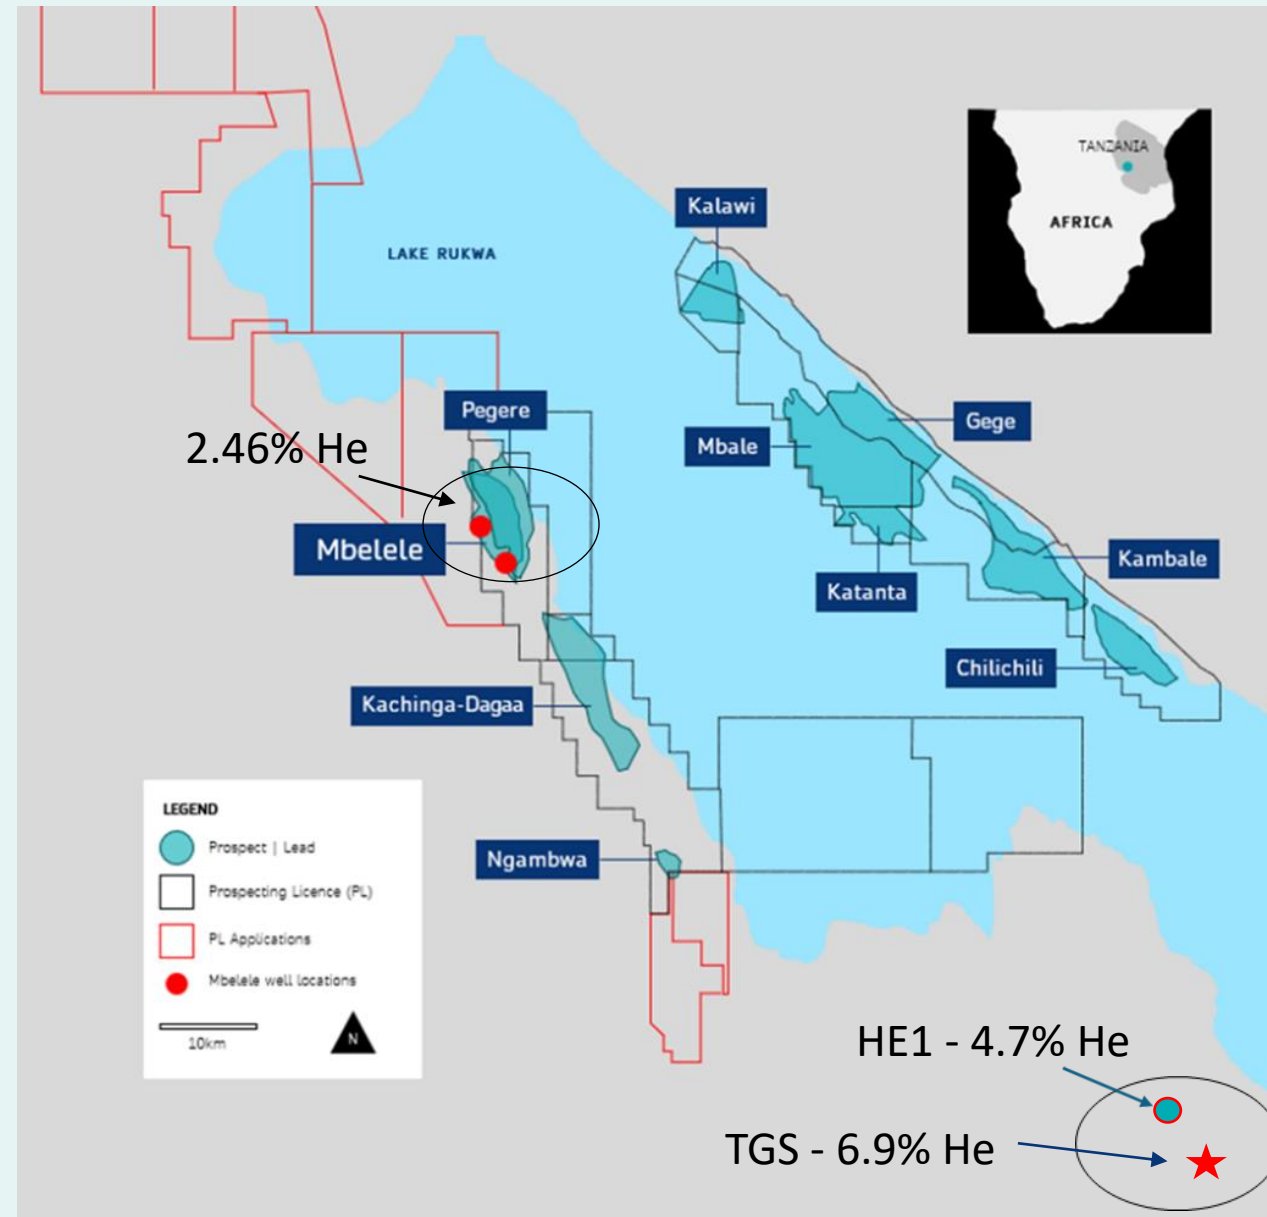 TANZANIA
AFRICA
Kalawi
LAKE RUKWA
Pegere
Gege
2.46% He
Mbale
Mbelele
Kambale
Katanta
Chilichili
Kachinga-Dagaa
LEGEND
Prospect | Lead
Prospecting Licence (PL)
PL Applications
Mbelele well locations
10km
N
Ngambwa
HE1 - 4.7% He
TGS - 6.9% He